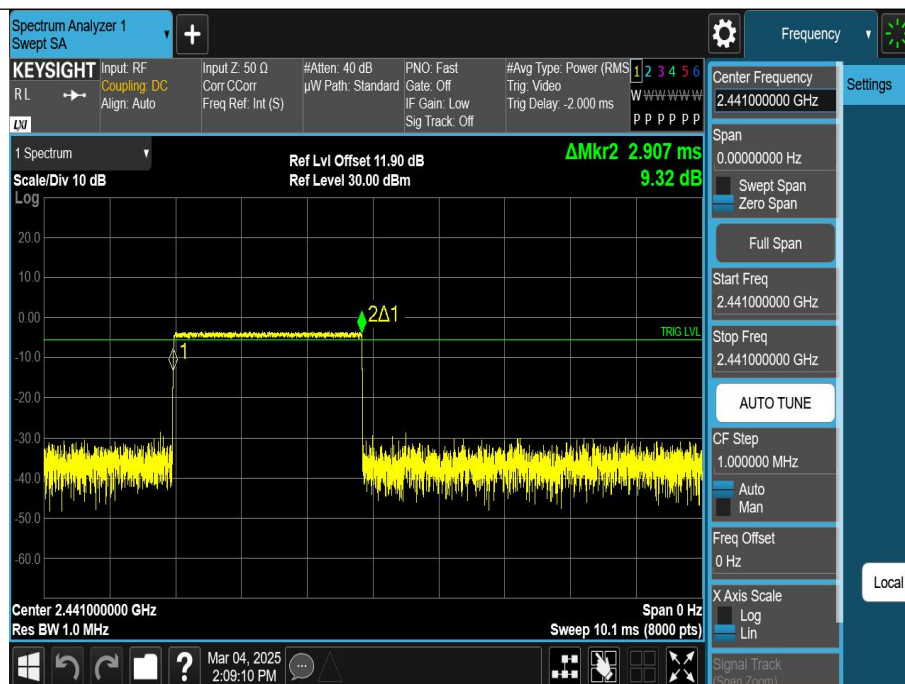 Spectrum Analyzer 1
Swept SA
+
Frequency
KEYSIGHT
RL
LXI
Input: RF
Coupling: DC
Align: Auto
Input Z: 50 Ω
Corr CCorr
Freq Ref: Int (S)
#Atten: 40 dB
µW Path: Standard
PNO: Fast
Gate: Off
IF Gain: Low
Sig Track: Off
#Avg Type: Power (RMS
Trig: Video
Trig Delay: -2.000 ms
1 2 3 4 5 6
W W W W W W
P P P P P P
Center Frequency
2.441000000 GHz
Settings
Span
0.00000000 Hz
Swept Span
Zero Span
Full Span
Start Freq
2.441000000 GHz
Stop Freq
2.441000000 GHz
AUTO TUNE
CF Step
1.000000 MHz
Auto
Man
Freq Offset
0 Hz
X Axis Scale
Log
Lin
Signal Track
(Span Zoom)
Local
1 Spectrum
Scale/Div 10 dB
Log
Ref Lvl Offset 11.90 dB
Ref Level 30.00 dBm
ΔMkr2 2.907 ms
9.32 dB
20.0
10.0
0.00
-10.0
-20.0
-30.0
-40.0
-50.0
-60.0
2Δ1
1
TRIG LVL
Center 2.441000000 GHz
Res BW 1.0 MHz
Span 0 Hz
Sweep 10.1 ms (8000 pts)
?
Mar 04, 2025
2:09:10 PM